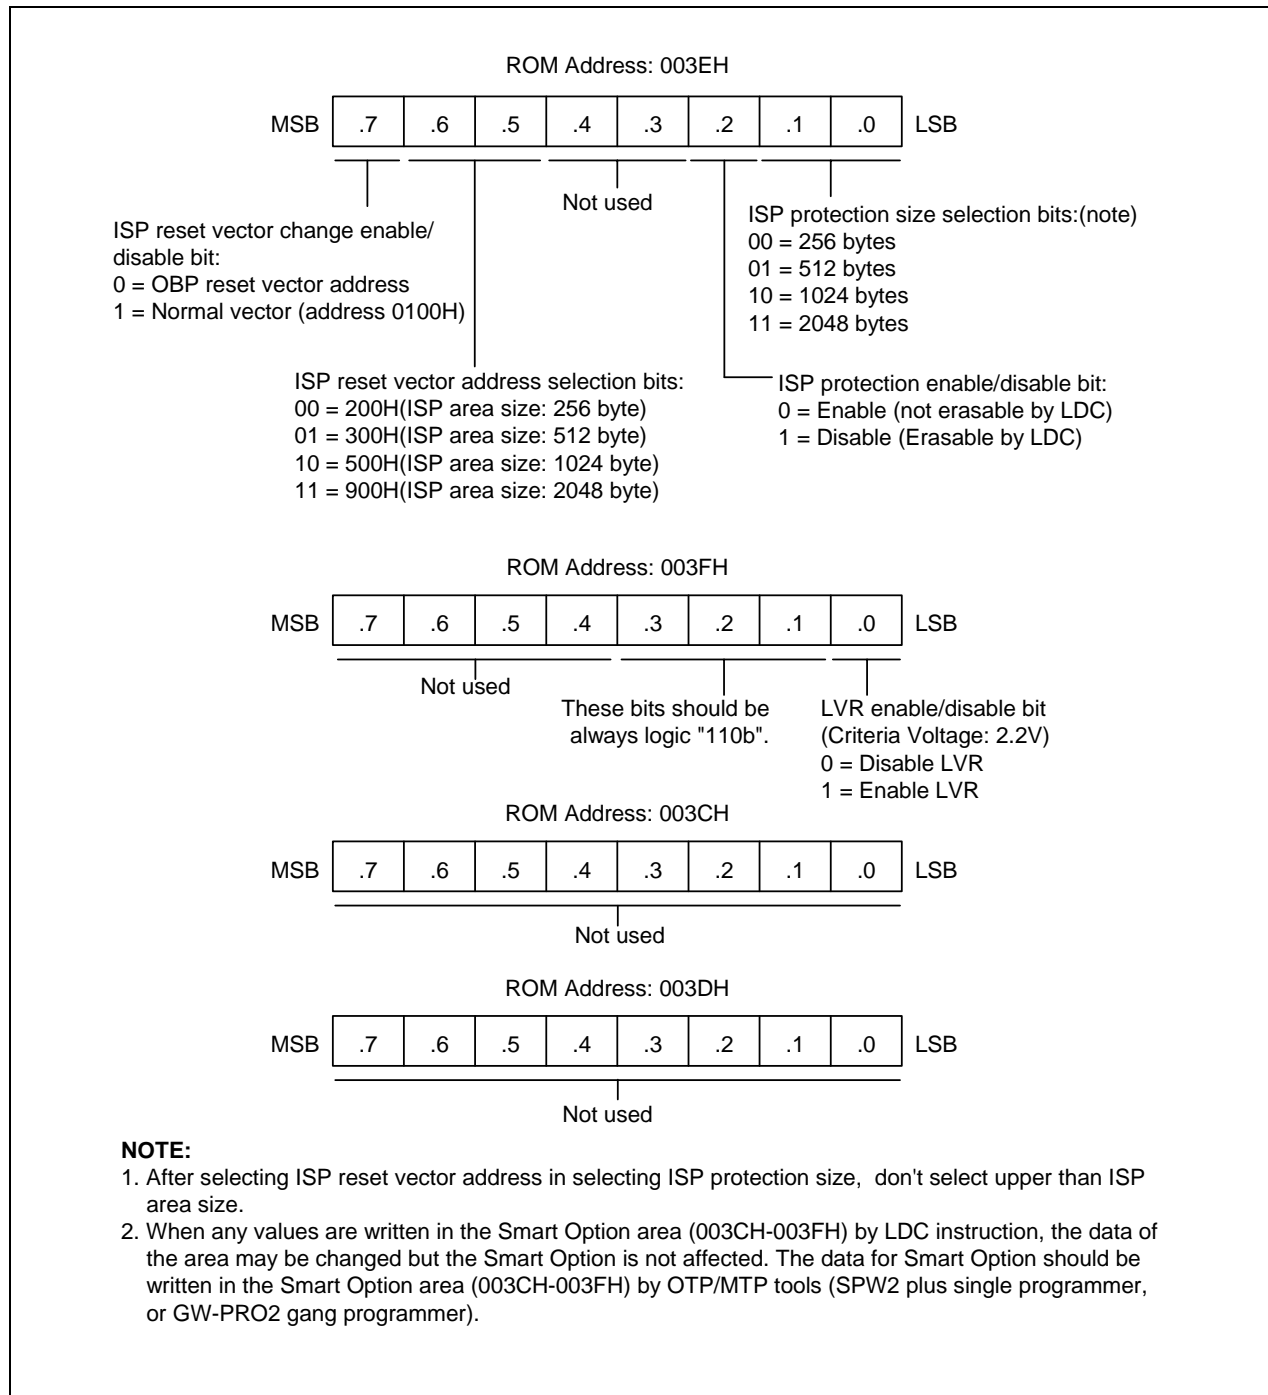 ROM Address: 003EH
MSB .7 .6 .5 .4 .3 .2 .1 .0 LSB
Not used
ISP reset vector change enable/
disable bit:
0 = OBP reset vector address
1 = Normal vector (address 0100H)
ISP protection size selection bits:(note)
00 = 256 bytes
01 = 512 bytes
10 = 1024 bytes
11 = 2048 bytes
ISP reset vector address selection bits:
00 = 200H(ISP area size: 256 byte)
01 = 300H(ISP area size: 512 byte)
10 = 500H(ISP area size: 1024 byte)
11 = 900H(ISP area size: 2048 byte)
ISP protection enable/disable bit:
0 = Enable (not erasable by LDC)
1 = Disable (Erasable by LDC)
ROM Address: 003FH
MSB .7 .6 .5 .4 .3 .2 .1 .0 LSB
Not used
These bits should be
always logic "110b".
LVR enable/disable bit
(Criteria Voltage: 2.2V)
0 = Disable LVR
1 = Enable LVR
ROM Address: 003CH
MSB .7 .6 .5 .4 .3 .2 .1 .0 LSB
Not used
ROM Address: 003DH
MSB .7 .6 .5 .4 .3 .2 .1 .0 LSB
Not used
NOTE:
1. After selecting ISP reset vector address in selecting ISP protection size, don't select upper than ISP
area size.
2. When any values are written in the Smart Option area (003CH-003FH) by LDC instruction, the data of
the area may be changed but the Smart Option is not affected. The data for Smart Option should be
written in the Smart Option area (003CH-003FH) by OTP/MTP tools (SPW2 plus single programmer,
or GW-PRO2 gang programmer).